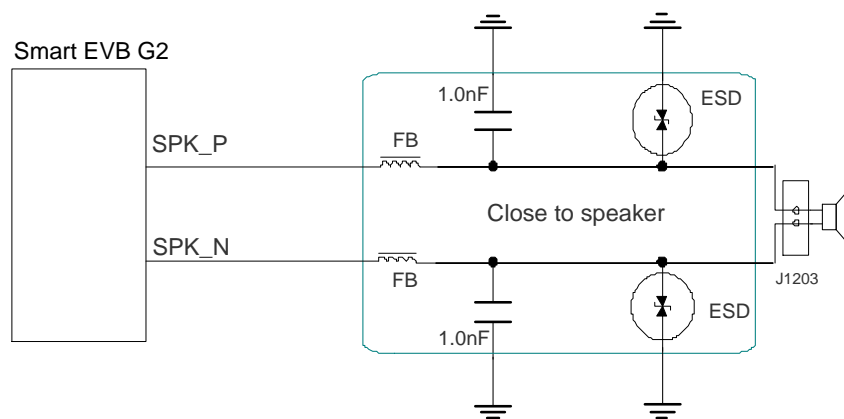 Smart EVB G2
1.0nF
ESD
SPK_P
FB
Close to speaker
SPK_N
FB
J1203
ESD
1.0nF